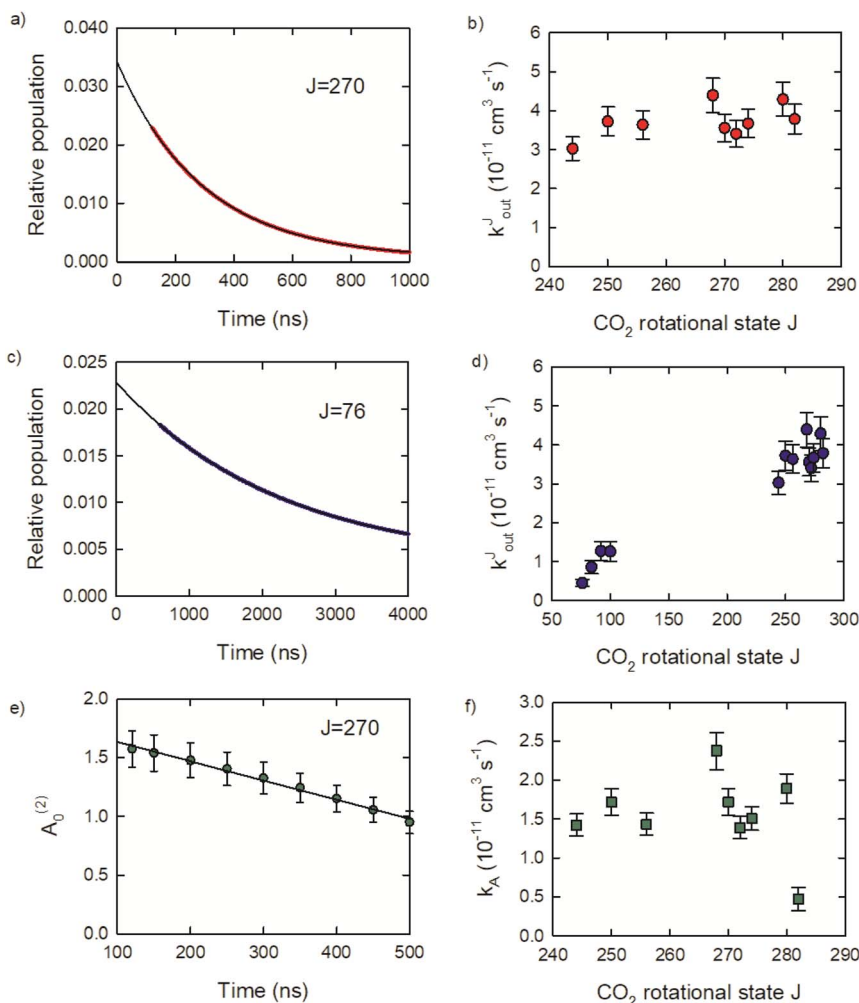 a)
0.040
0.030
0.020
0.010
0.000
Relative population
J=270
0 200 400 600 800 1000
Time (ns)
b)
6
5
4
3
2
1
0
k^J_out (10^-11 cm^3 s^-1)
240 250 260 270 280 290
CO_2 rotational state J
c)
0.025
0.020
0.015
0.010
0.005
0.000
Relative population
J=76
0 1000 2000 3000 4000
Time (ns)
d)
6
5
4
3
2
1
0
k^J_out (10^-11 cm^3 s^-1)
50 100 150 200 250 300
CO_2 rotational state J
e)
2.0
1.5
1.0
0.5
0.0
A_0^(2)
J=270
100 200 300 400 500
Time (ns)
f)
3.0
2.5
2.0
1.5
1.0
0.5
0.0
k_A (10^-11 cm^3 s^-1)
240 250 260 270 280 290
CO_2 rotational state J